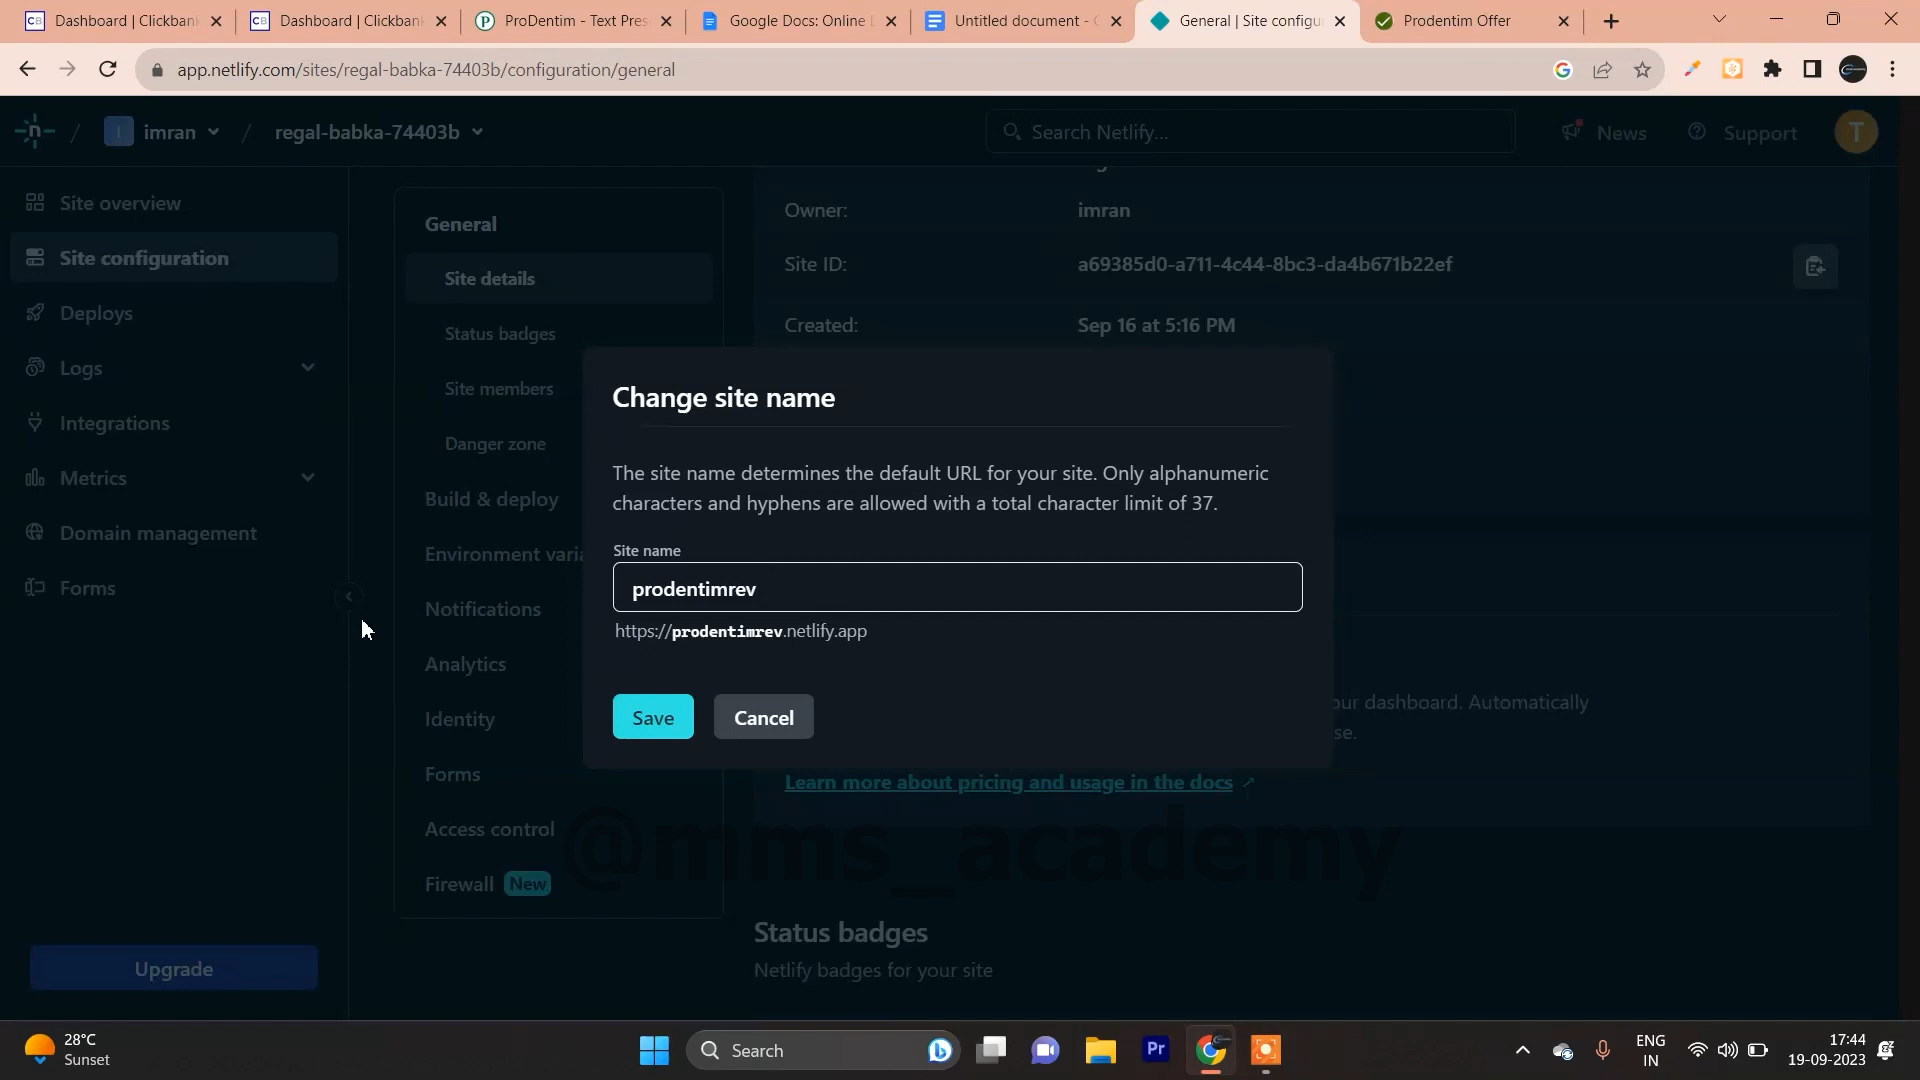 Dashboard | Clickban
Dashboard | Clickban
ProDentim - Text Pres
Google Docs: Online
Untitled document -
General | Site configu
Prodentim Offer
app.netlify.com/sites/regal-babka-74403b/configuration/general
/ I imran / regal-babka-74403b
Search Netlify...
News
Support
T
Site overview
Site configuration
Deploys
Logs
Integrations
Metrics
Domain management
Forms
Upgrade
General
Site details
Status badges
Site members
Danger zone
Build & deploy
Environment varia
Notifications
Analytics
Identity
Forms
Access control
Firewall New
Owner: imran
Site ID: a69385d0-a711-4c44-8bc3-da4b671b22ef
Created: Sep 16 at 5:16 PM
Change site name
The site name determines the default URL for your site. Only alphanumeric
characters and hyphens are allowed with a total character limit of 37.
Site name
prodentimrev
https://prodentimrev.netlify.app
Save
Cancel
our dashboard. Automatically
se.
Learn more about pricing and usage in the docs
@mms_academy
Status badges
Netlify badges for your site
28°C
Sunset
Search
Pr
ENG
IN
17:44
19-09-2023